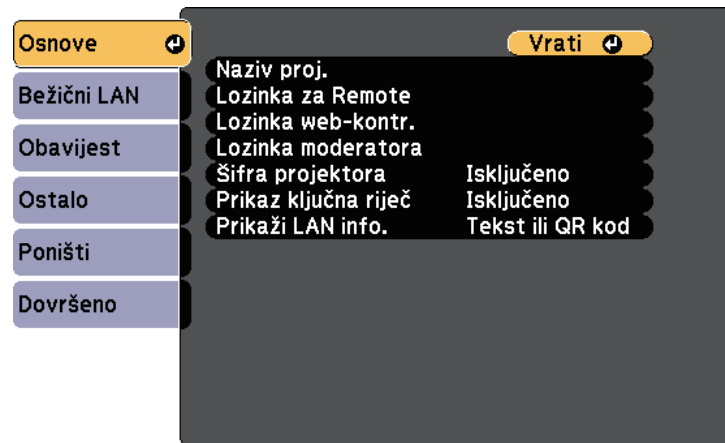 Osnove
Bežični LAN
Obavijest
Ostalo
Poništi
Dovršeno
Vrati
Naziv proj.
Lozinka za Remote
Lozinka web-kontr.
Lozinka moderatora
Šifra projektora Isključeno
Prikaz ključna riječ Isključeno
Prikaži LAN info. Tekst ili QR kod